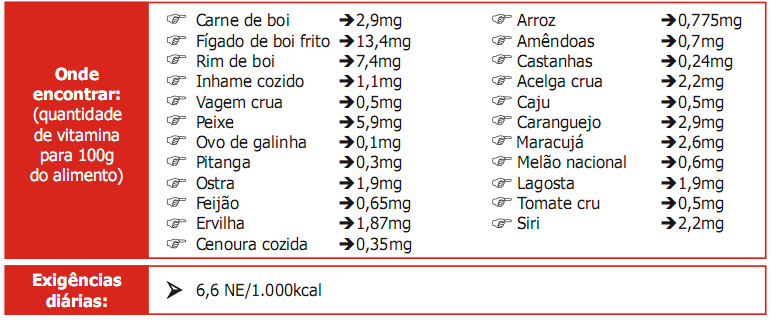 Onde
encontrar:
(quantidade
de vitamina
para 100g
do alimento)
☞ Carne de boi ➔2,9mg
☞ Fígado de boi frito ➔13,4mg
☞ Rim de boi ➔7,4mg
☞ Inhame cozido ➔1,1mg
☞ Vagem crua ➔0,5mg
☞ Peixe ➔5,9mg
☞ Ovo de galinha ➔0,1mg
☞ Pitanga ➔0,3mg
☞ Ostra ➔1,9mg
☞ Feijão ➔0,65mg
☞ Ervilha ➔1,87mg
☞ Cenoura cozida ➔0,35mg
☞ Arroz ➔0,775mg
☞ Amêndoas ➔0,7mg
☞ Castanhas ➔0,24mg
☞ Acelga crua ➔2,2mg
☞ Caju ➔0,5mg
☞ Caranguejo ➔2,9mg
☞ Maracujá ➔2,6mg
☞ Melão nacional ➔0,6mg
☞ Lagosta ➔1,9mg
☞ Tomate cru ➔0,5mg
☞ Siri ➔2,2mg
Exigências
diárias:
➤ 6,6 NE/1.000kcal